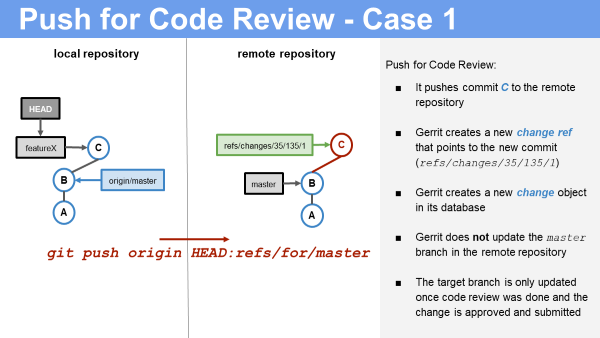 Push for Code Review - Case 1
local repository
remote repository
HEAD
featureX
C
B
origin/master
A
refs/changes/35/135/1
C
master
B
A
git push origin HEAD:refs/for/master
Push for Code Review:
■ It pushes commit C to the remote
repository
■ Gerrit creates a new change ref
that points to the new commit
(refs/changes/35/135/1)
■ Gerrit creates a new change object
in its database
■ Gerrit does not update the master
branch in the remote repository
■ The target branch is only updated
once code review was done and the
change is approved and submitted